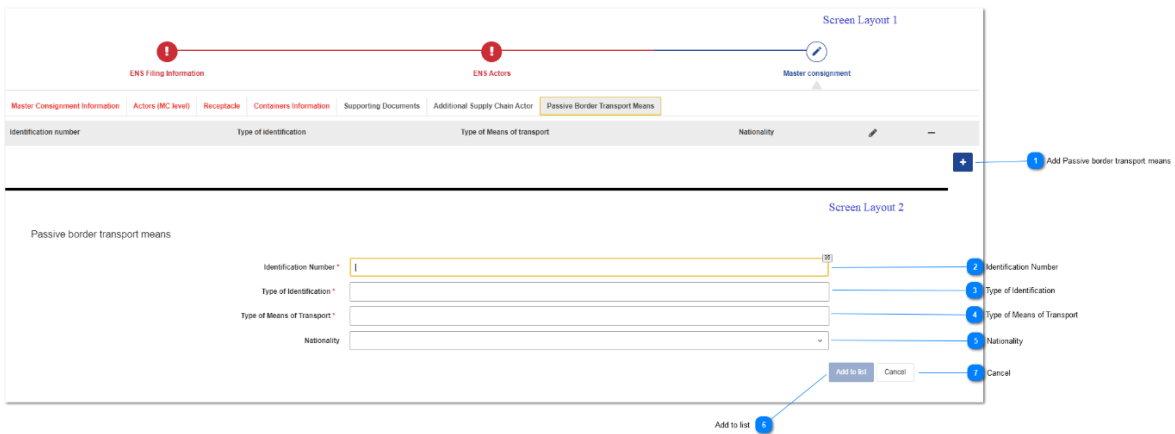 Screen Layout 1
ENS Filing Information
ENS Actors
Master consignment
Master Consignment Information
Actors (MC level)
Receptacle
Containers Information
Supporting Documents
Additional Supply Chain Actor
Passive Border Transport Means
Identification number
Type of identification
Type of Means of transport
Nationality
1 Add Passive border transport means
Screen Layout 2
Passive border transport means
35
Identification Number *
2 Identification Number
Type of Identification *
3 Type of Identification
Type of Means of Transport *
4 Type of Means of Transport
Nationality
5 Nationality
Add to list
Cancel
7 Cancel
Add to list 6